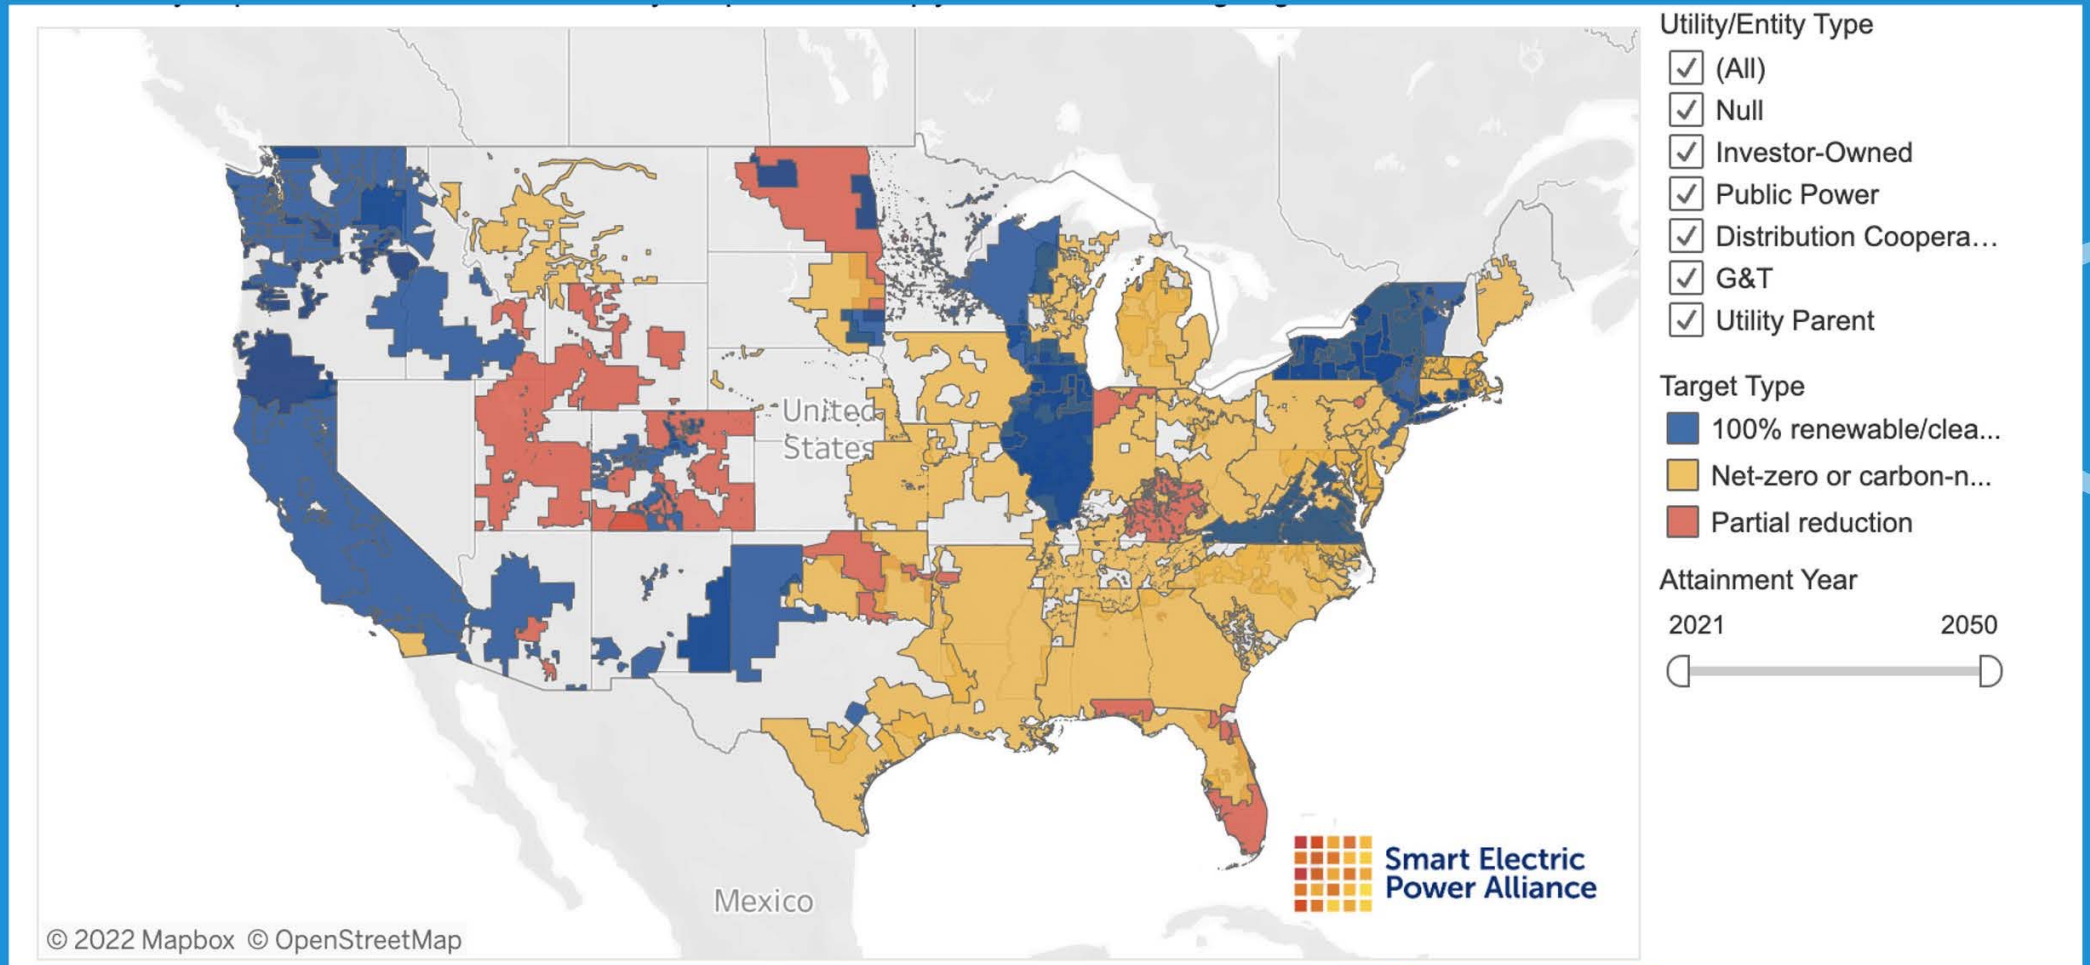 Utility/Entity Type
(All)
Null
Investor-Owned
Public Power
Distribution Coopera...
G&T
Utility Parent
Target Type
100% renewable/clea...
Net-zero or carbon-n...
Partial reduction
Attainment Year
2021 2050
United
States
Mexico
Smart Electric
Power Alliance
© 2022 Mapbox © OpenStreetMap